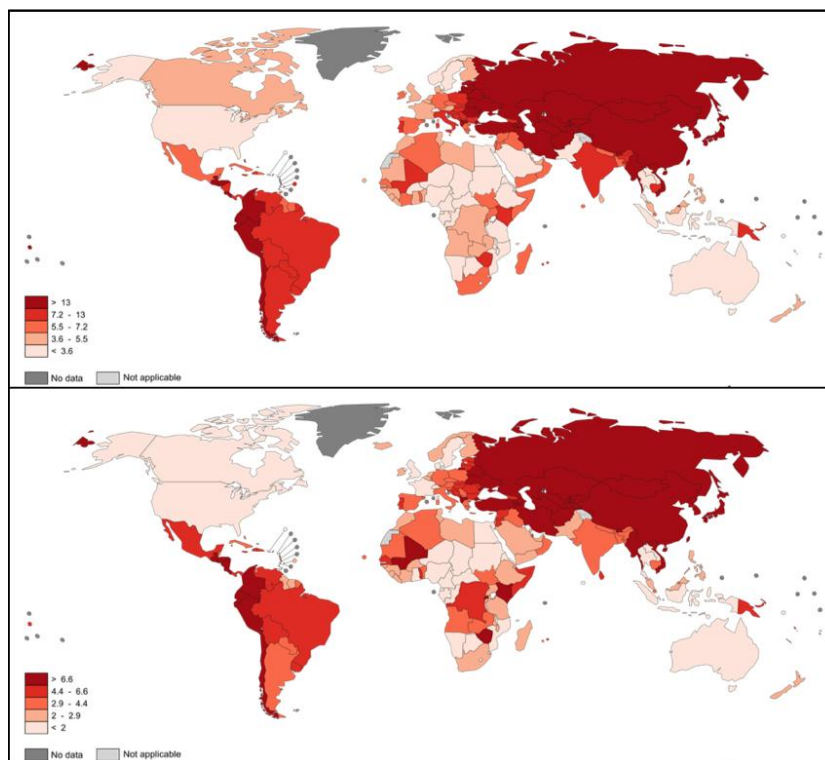 > 13
7.2 - 13
5.5 - 7.2
3.6 - 5.5
< 3.6
No data Not applicable
> 6.6
4.4 - 6.6
2.9 - 4.4
2 - 2.9
< 2
No data Not applicable